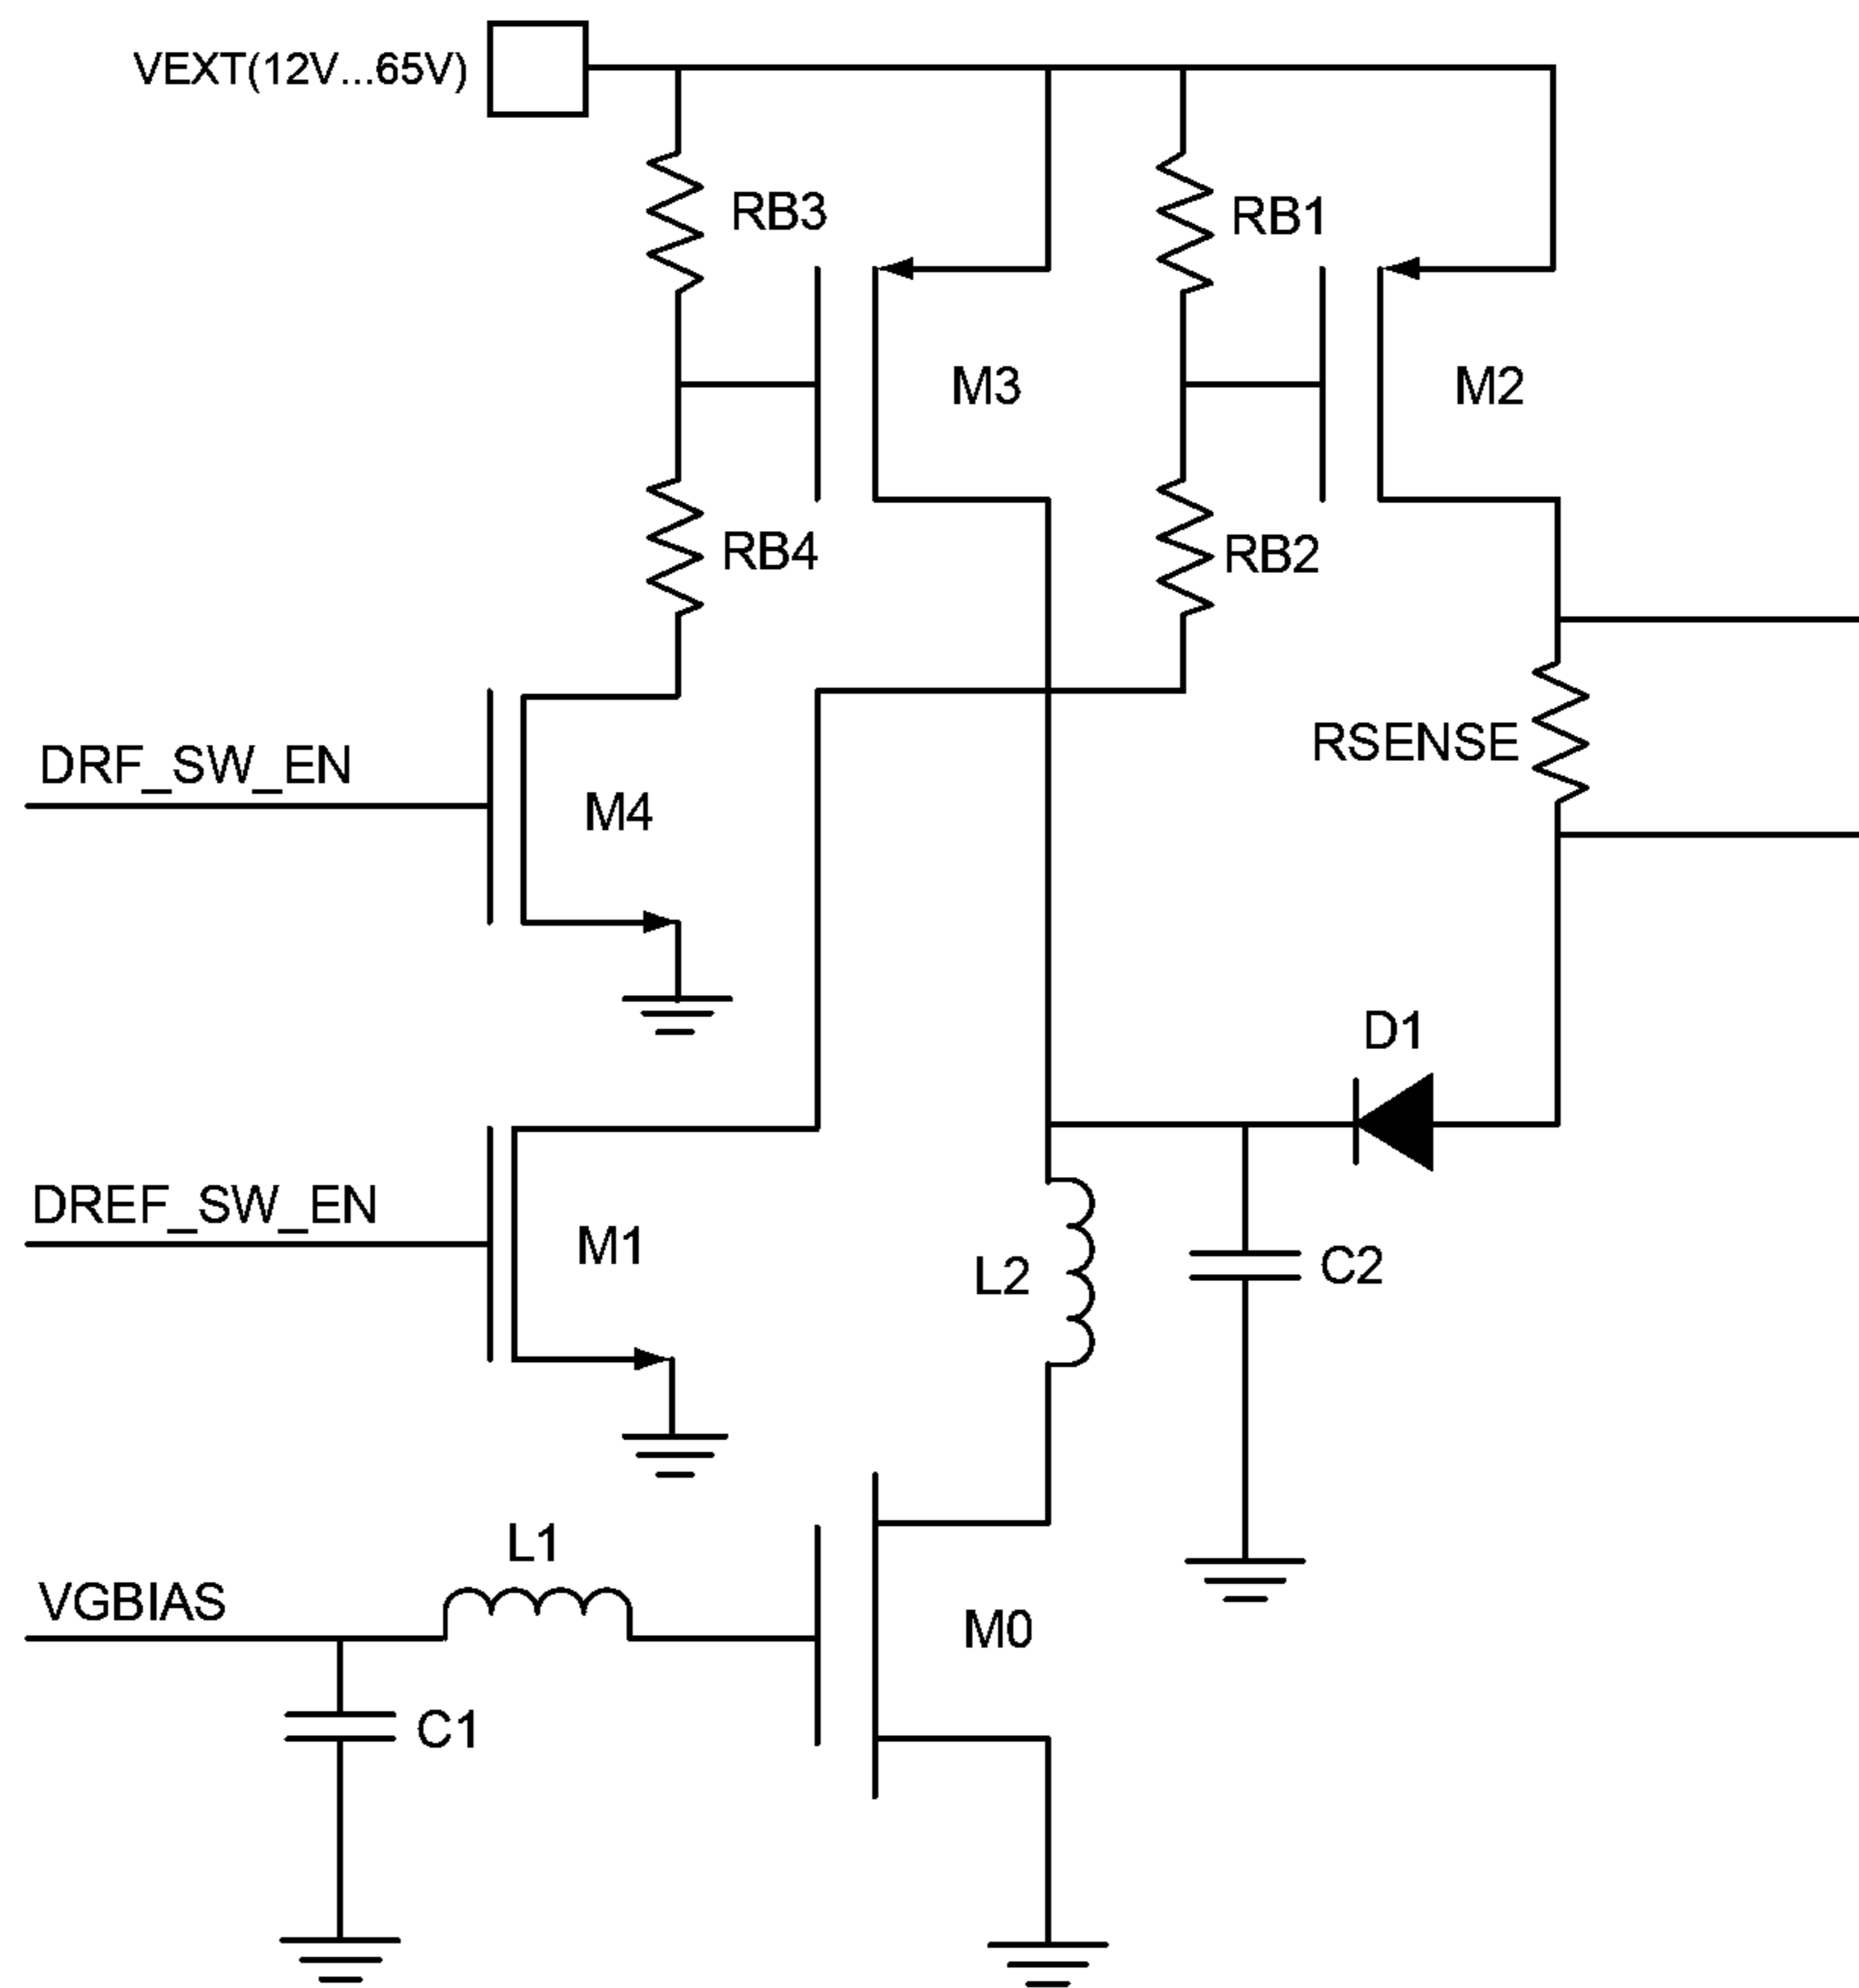 VEXT(12V...65V)
RB3
RB1
M3
M2
RB4
RB2
RSENSE
DRF_SW_EN
M4
D1
DREF_SW_EN
M1
L2
C2
L1
VGBIAS
M0
C1